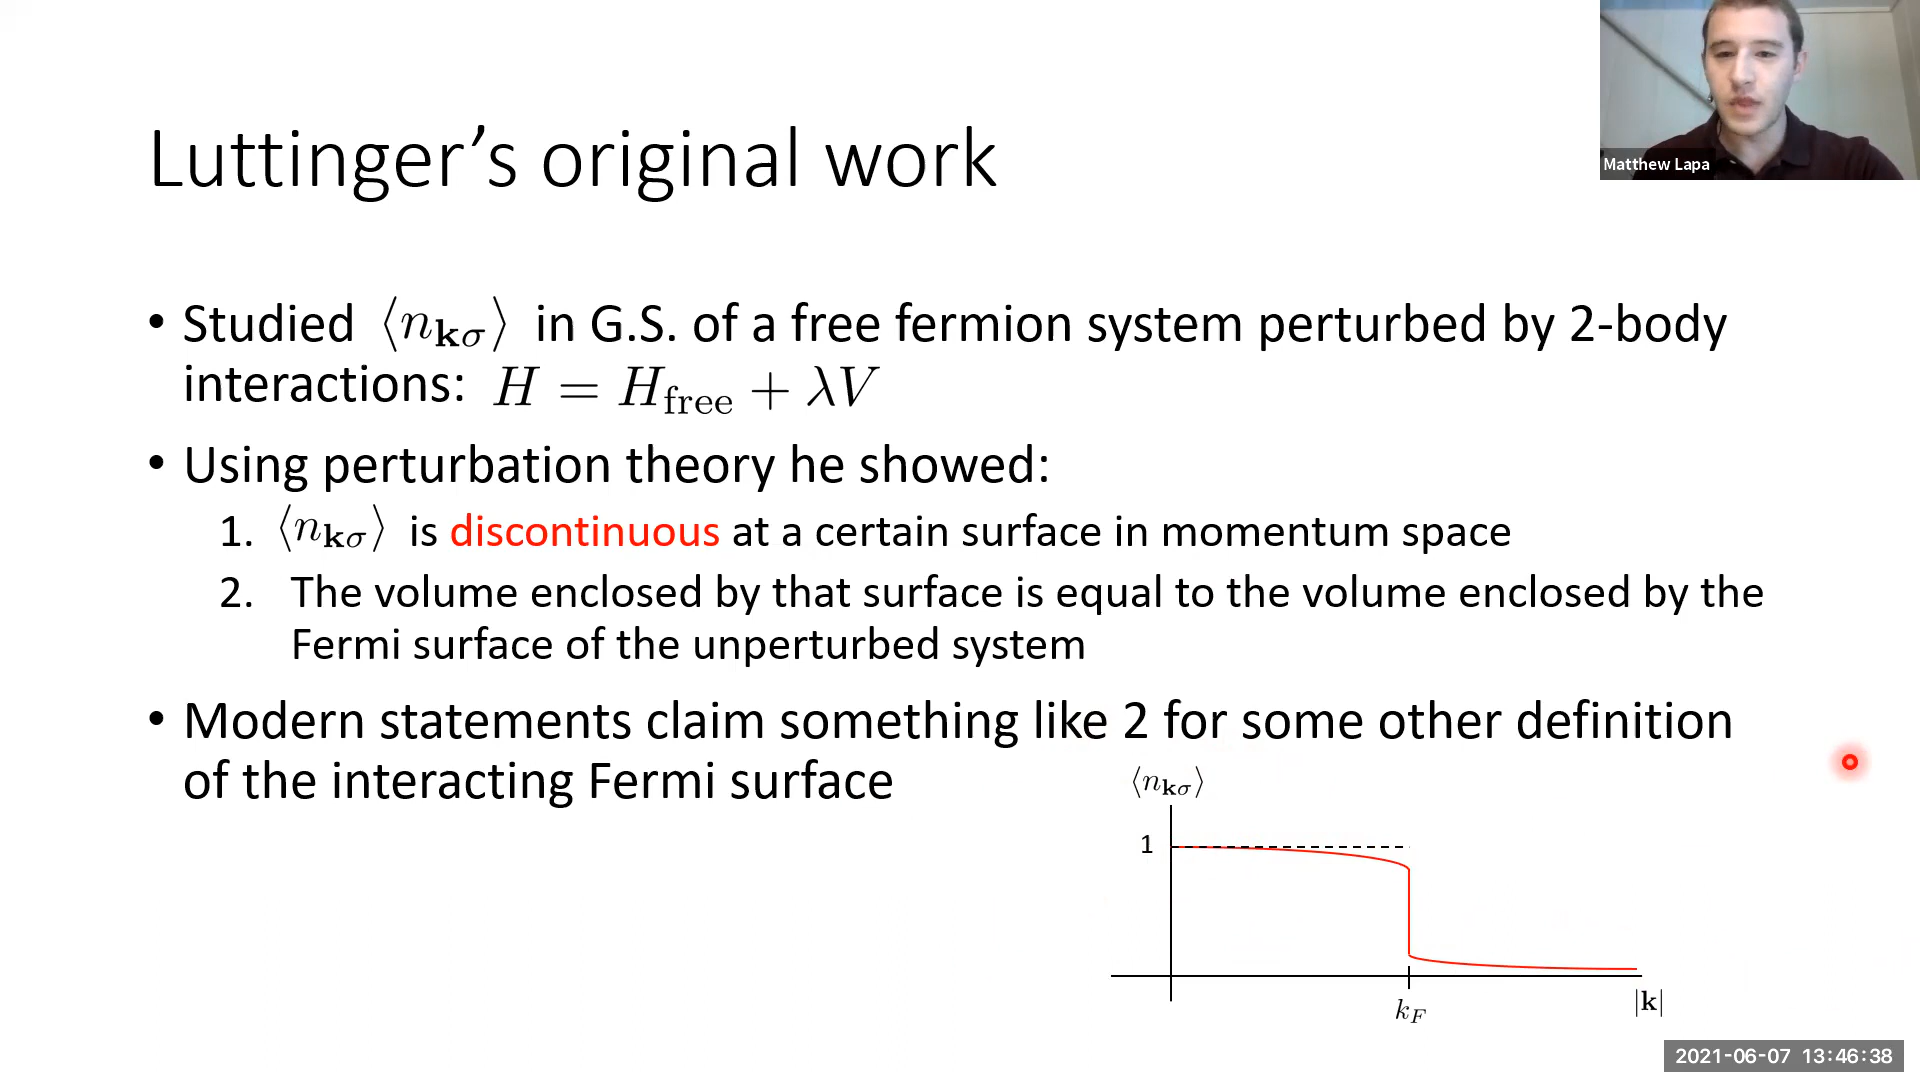 Matthew Lapa
Luttinger’s original work
• Studied ⟨n_{𝐤σ}⟩ in G.S. of a free fermion system perturbed by 2-body
interactions: H = H_{free} + λV
• Using perturbation theory he showed:
1. ⟨n_{𝐤σ}⟩ is discontinuous at a certain surface in momentum space
2. The volume enclosed by that surface is equal to the volume enclosed by the
Fermi surface of the unperturbed system
• Modern statements claim something like 2 for some other definition
of the interacting Fermi surface
⟨n_{𝐤σ}⟩
1
k_F
|𝐤|
2021-06-07 13:46:38